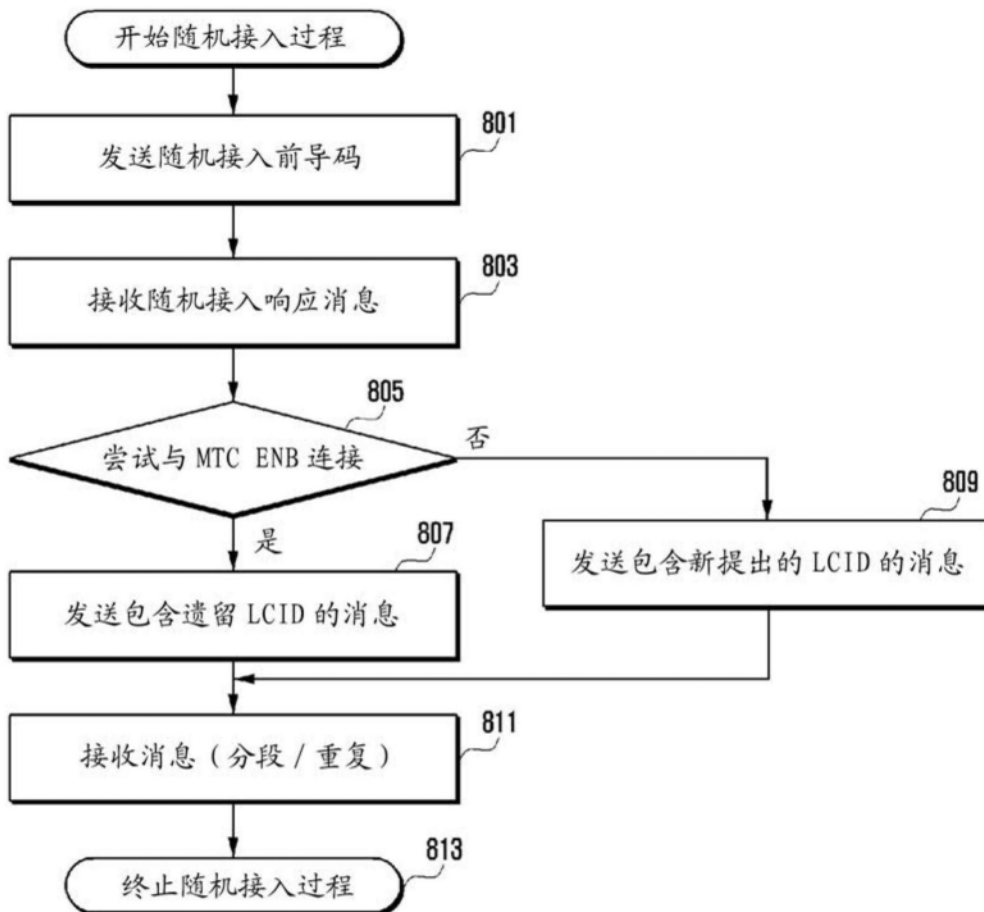 开始随机接入过程
801
发送随机接入前导码
803
接收随机接入响应消息
805
尝试与 MTC ENB 连接
否
是
807
发送包含遗留 LCID 的消息
809
发送包含新提出的 LCID 的消息
811
接收消息（分段 / 重复）
813
终止随机接入过程